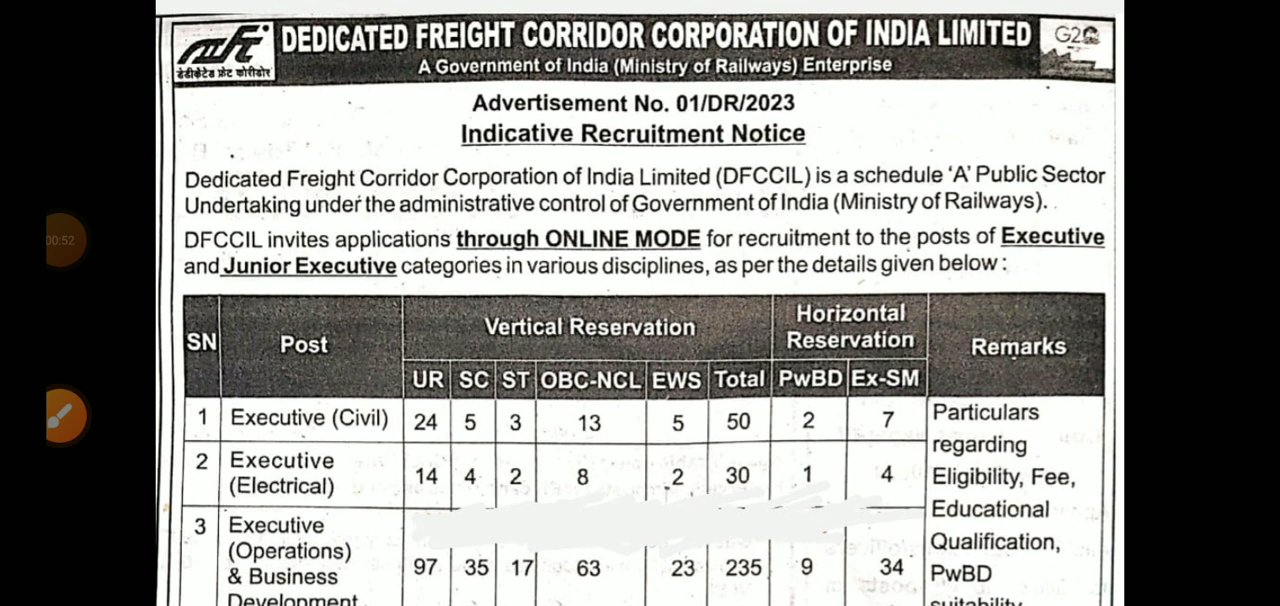 DEDICATED FREIGHT CORRIDOR CORPORATION OF INDIA LIMITED
G20
डेडीकेटेड फ्रेट कोरीडोर
A Government of India (Ministry of Railways) Enterprise
Advertisement No. 01/DR/2023
Indicative Recruitment Notice
Dedicated Freight Corridor Corporation of India Limited (DFCCIL) is a schedule ‘A’ Public Sector
Undertaking under the administrative control of Government of India (Ministry of Railways).
DFCCIL invites applications through ONLINE MODE for recruitment to the posts of Executive
and Junior Executive categories in various disciplines, as per the details given below :
SN Post Vertical Reservation Horizontal Reservation Remarks
UR SC ST OBC-NCL EWS Total PwBD Ex-SM
1 Executive (Civil) 24 5 3 13 5 50 2 7
2 Executive (Electrical) 14 4 2 8 2 30 1 4
3 Executive (Operations) & Business Development 97 35 17 63 23 235 9 34
Particulars
regarding
Eligibility, Fee,
Educational
Qualification,
PwBD
suitability
00:52